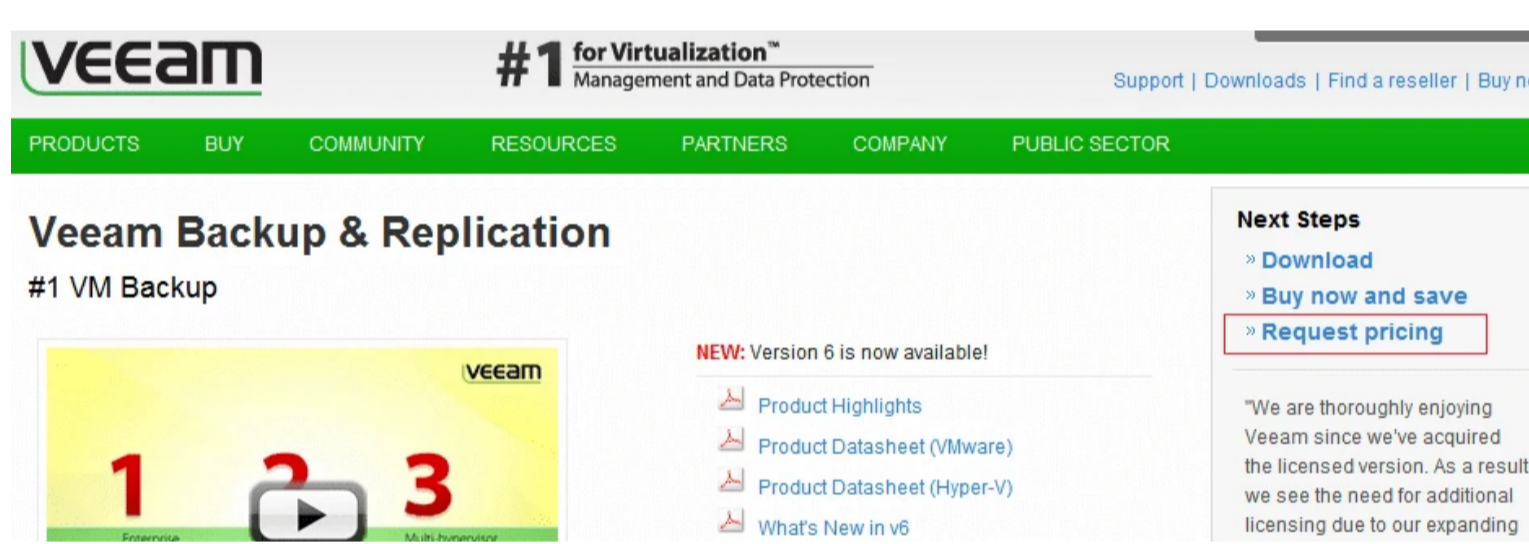 veeam
#1 for Virtualization™
Management and Data Protection
Support | Downloads | Find a reseller | Buy
PRODUCTS BUY COMMUNITY RESOURCES PARTNERS COMPANY PUBLIC SECTOR
Veeam Backup & Replication
#1 VM Backup
veeam
1 2 3
Enterprise Multi-hypervisor
NEW: Version 6 is now available!
Product Highlights
Product Datasheet (VMware)
Product Datasheet (Hyper-V)
What's New in v6
Next Steps
» Download
» Buy now and save
» Request pricing
"We are thoroughly enjoying
Veeam since we've acquired
the licensed version. As a result
we see the need for additional
licensing due to our expanding